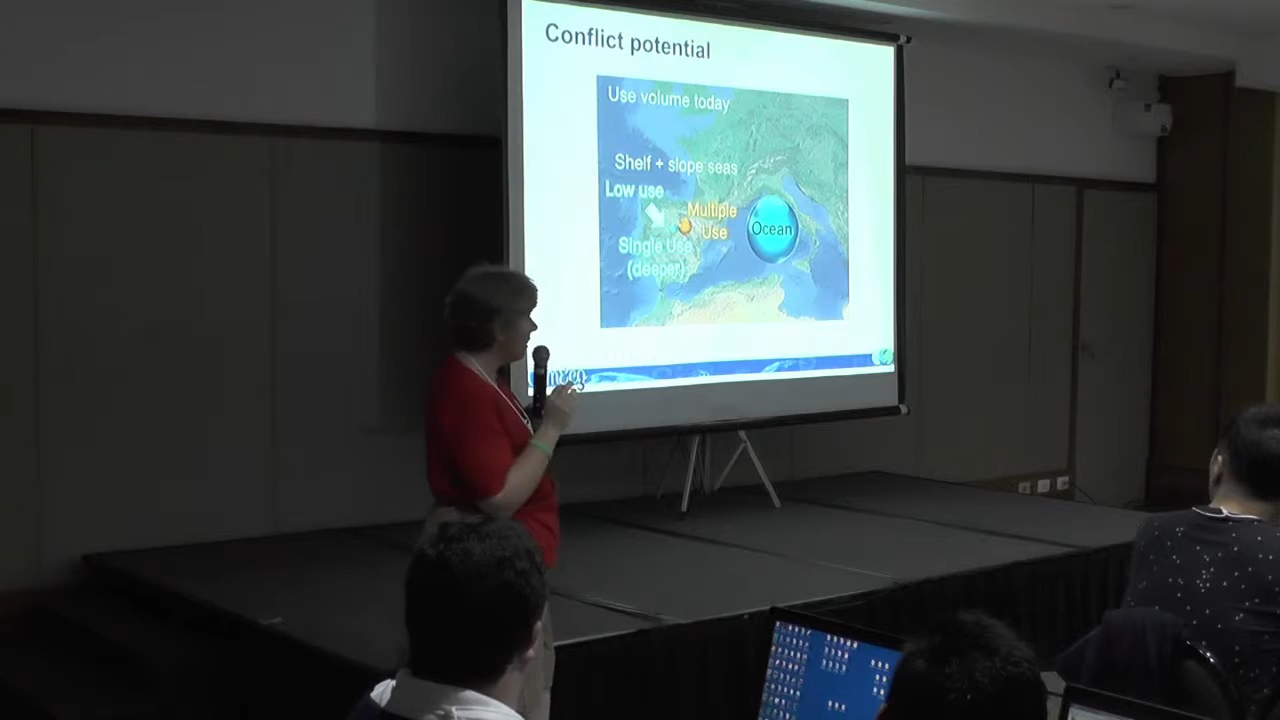 Conflict potential
Use volume today
Shelf + slope seas
Low use
Multiple
Use
Ocean
Single Use
(deeper)